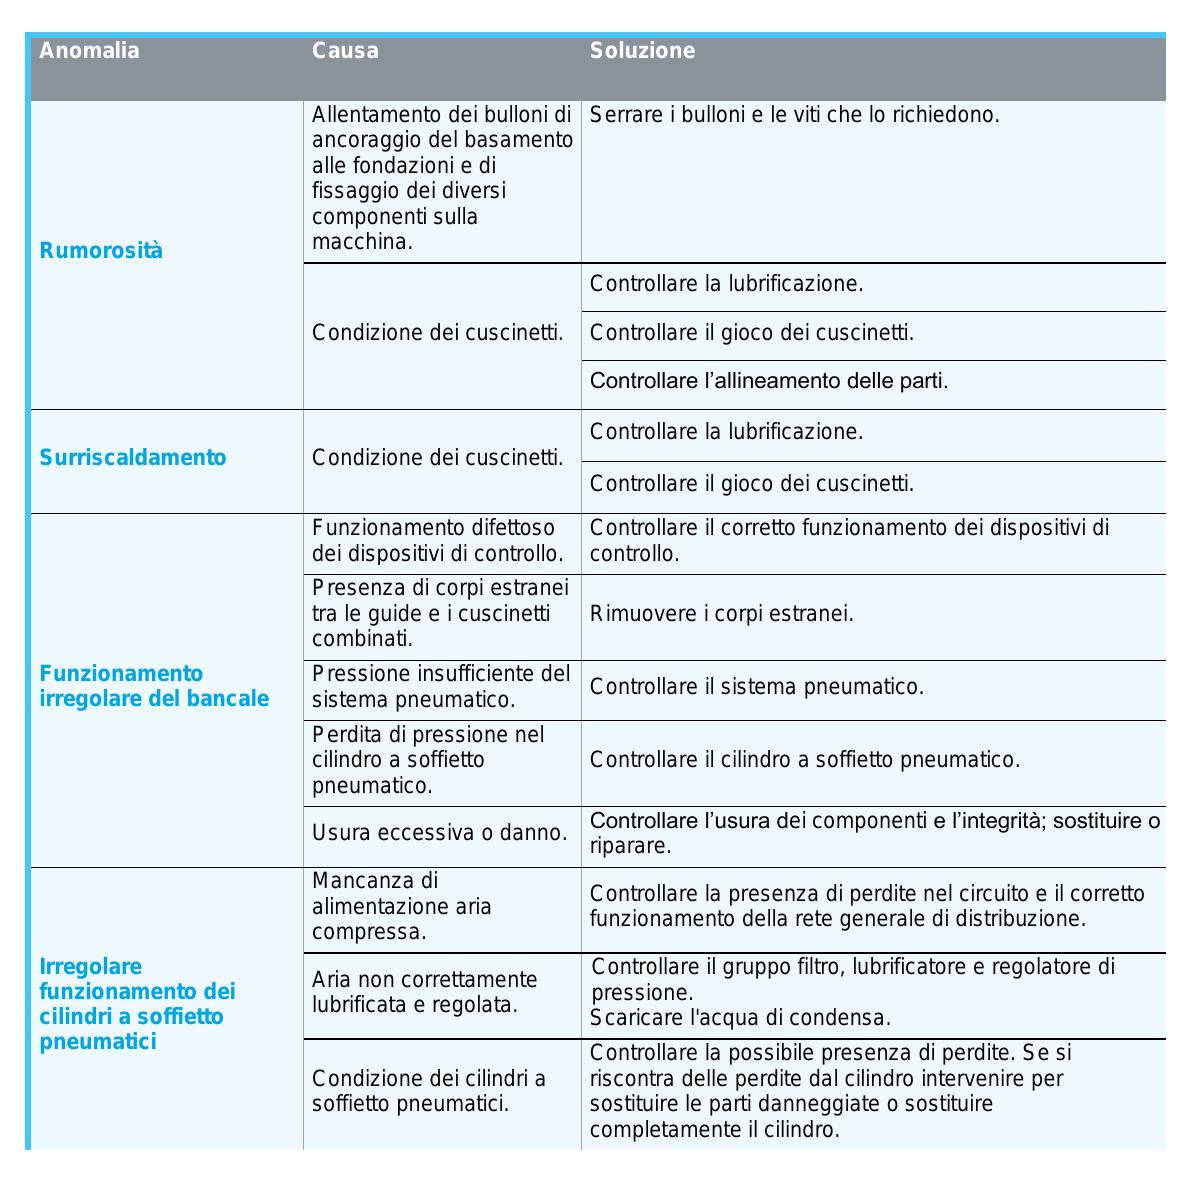 Anomalia
Causa
Soluzione
Rumorosità
Allentamento dei bulloni di
ancoraggio del basamento
alle fondazioni e di
fissaggio dei diversi
componenti sulla
macchina.
Serrare i bulloni e le viti che lo richiedono.
Condizione dei cuscinetti.
Controllare la lubrificazione.
Controllare il gioco dei cuscinetti.
Controllare l’allineamento delle parti.
Surriscaldamento
Condizione dei cuscinetti.
Controllare la lubrificazione.
Controllare il gioco dei cuscinetti.
Funzionamento
irregolare del bancale
Funzionamento difettoso
dei dispositivi di controllo.
Controllare il corretto funzionamento dei dispositivi di
controllo.
Presenza di corpi estranei
tra le guide e i cuscinetti
combinati.
Rimuovere i corpi estranei.
Pressione insufficiente del
sistema pneumatico.
Controllare il sistema pneumatico.
Perdita di pressione nel
cilindro a soffietto
pneumatico.
Controllare il cilindro a soffietto pneumatico.
Usura eccessiva o danno.
Controllare l’usura dei componenti e l’integrità; sostituire o
riparare.
Irregolare
funzionamento dei
cilindri a soffietto
pneumatici
Mancanza di
alimentazione aria
compressa.
Controllare la presenza di perdite nel circuito e il corretto
funzionamento della rete generale di distribuzione.
Aria non correttamente
lubrificata e regolata.
Controllare il gruppo filtro, lubrificatore e regolatore di
pressione.
Scaricare l'acqua di condensa.
Condizione dei cilindri a
soffietto pneumatici.
Controllare la possibile presenza di perdite. Se si
riscontra delle perdite dal cilindro intervenire per
sostituire le parti danneggiate o sostituire
completamente il cilindro.